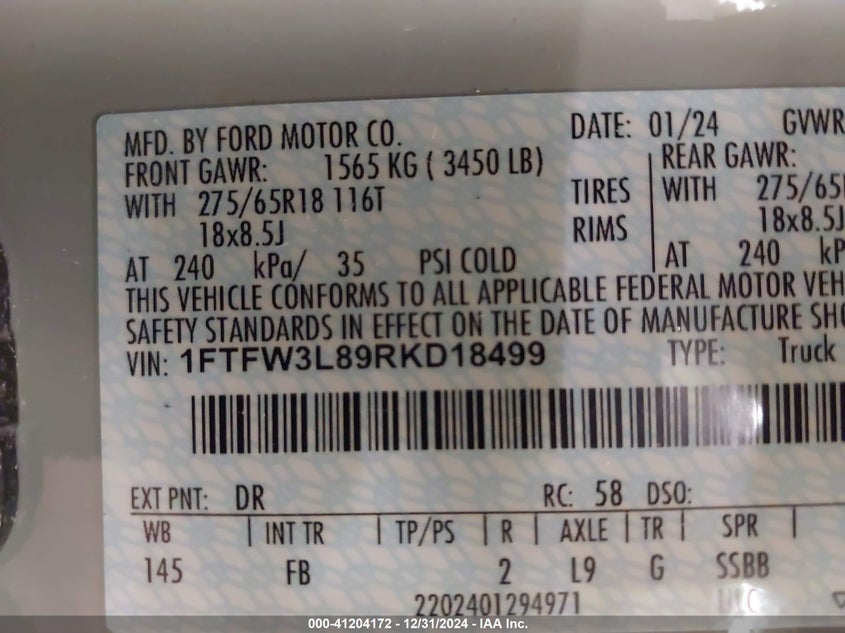 MFD. BY FORD MOTOR CO. DATE: 01/24 GVWR
FRONT GAWR: 1565 KG ( 3450 LB) REAR GAWR:
WITH 275/65R18 116T TIRES WITH 275/65
18x8.5J RIMS 18x8.5J
AT 240 kPa/ 35 PSI COLD AT 240 kP
THIS VEHICLE CONFORMS TO ALL APPLICABLE FEDERAL MOTOR VEH
SAFETY STANDARDS IN EFFECT ON THE DATE OF MANUFACTURE SHO
VIN: 1FTFW3L89RKD18499 TYPE: Truck
EXT PNT: DR RC: 58 DSO:
WB | INT TR | TP/PS | R | AXLE | TR | SPR |
145 FB 2 L9 G SSBB
2202401294971
000-41204172 - 12/31/2024 - IAA Inc.